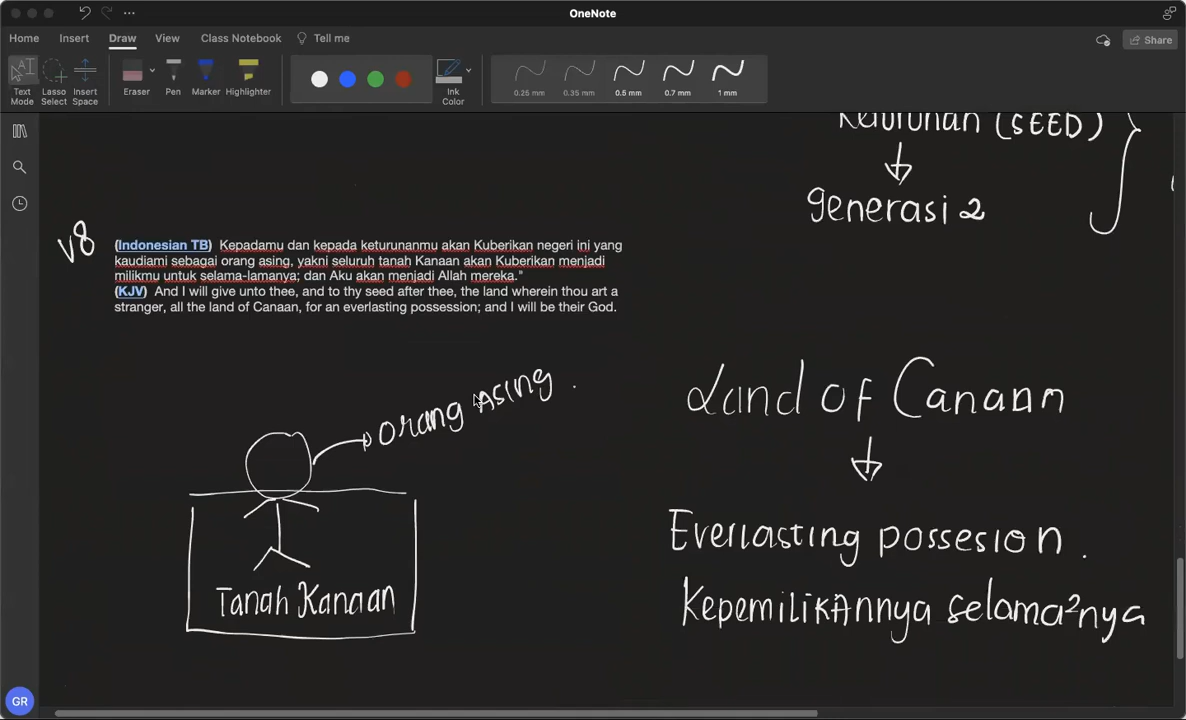 OneNote
Home Insert Draw View Class Notebook Tell me
Share
Text Mode
Lasso Select
Insert Space
Eraser
Pen
Marker
Highlighter
0.25 mm
0.35 mm
0.5 mm
0.7 mm
1 mm
Ink Color
Keturunan (SEED)
generasi 2
v8
(Indonesian TB) Kepadamu dan kepada keturunanmu akan Kuberikan negeri ini yang
kaudiami sebagai orang asing, yakni seluruh tanah Kanaan akan Kuberikan menjadi
milikmu untuk selama-lamanya; dan Aku akan menjadi Allah mereka."
(KJV) And I will give unto thee, and to thy seed after thee, the land wherein thou art a
stranger, all the land of Canaan, for an everlasting possession; and I will be their God.
orang Asing.
Tanah Kanaan
Land of Canaan
Everlasting possesion.
Kepemilikannya selama²nya
GR